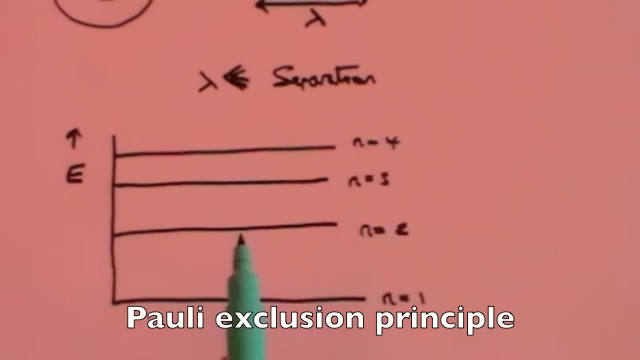 λ
λ ⋘ Separation
↑
E
n=4
n=3
n=2
n=1
Pauli exclusion principle